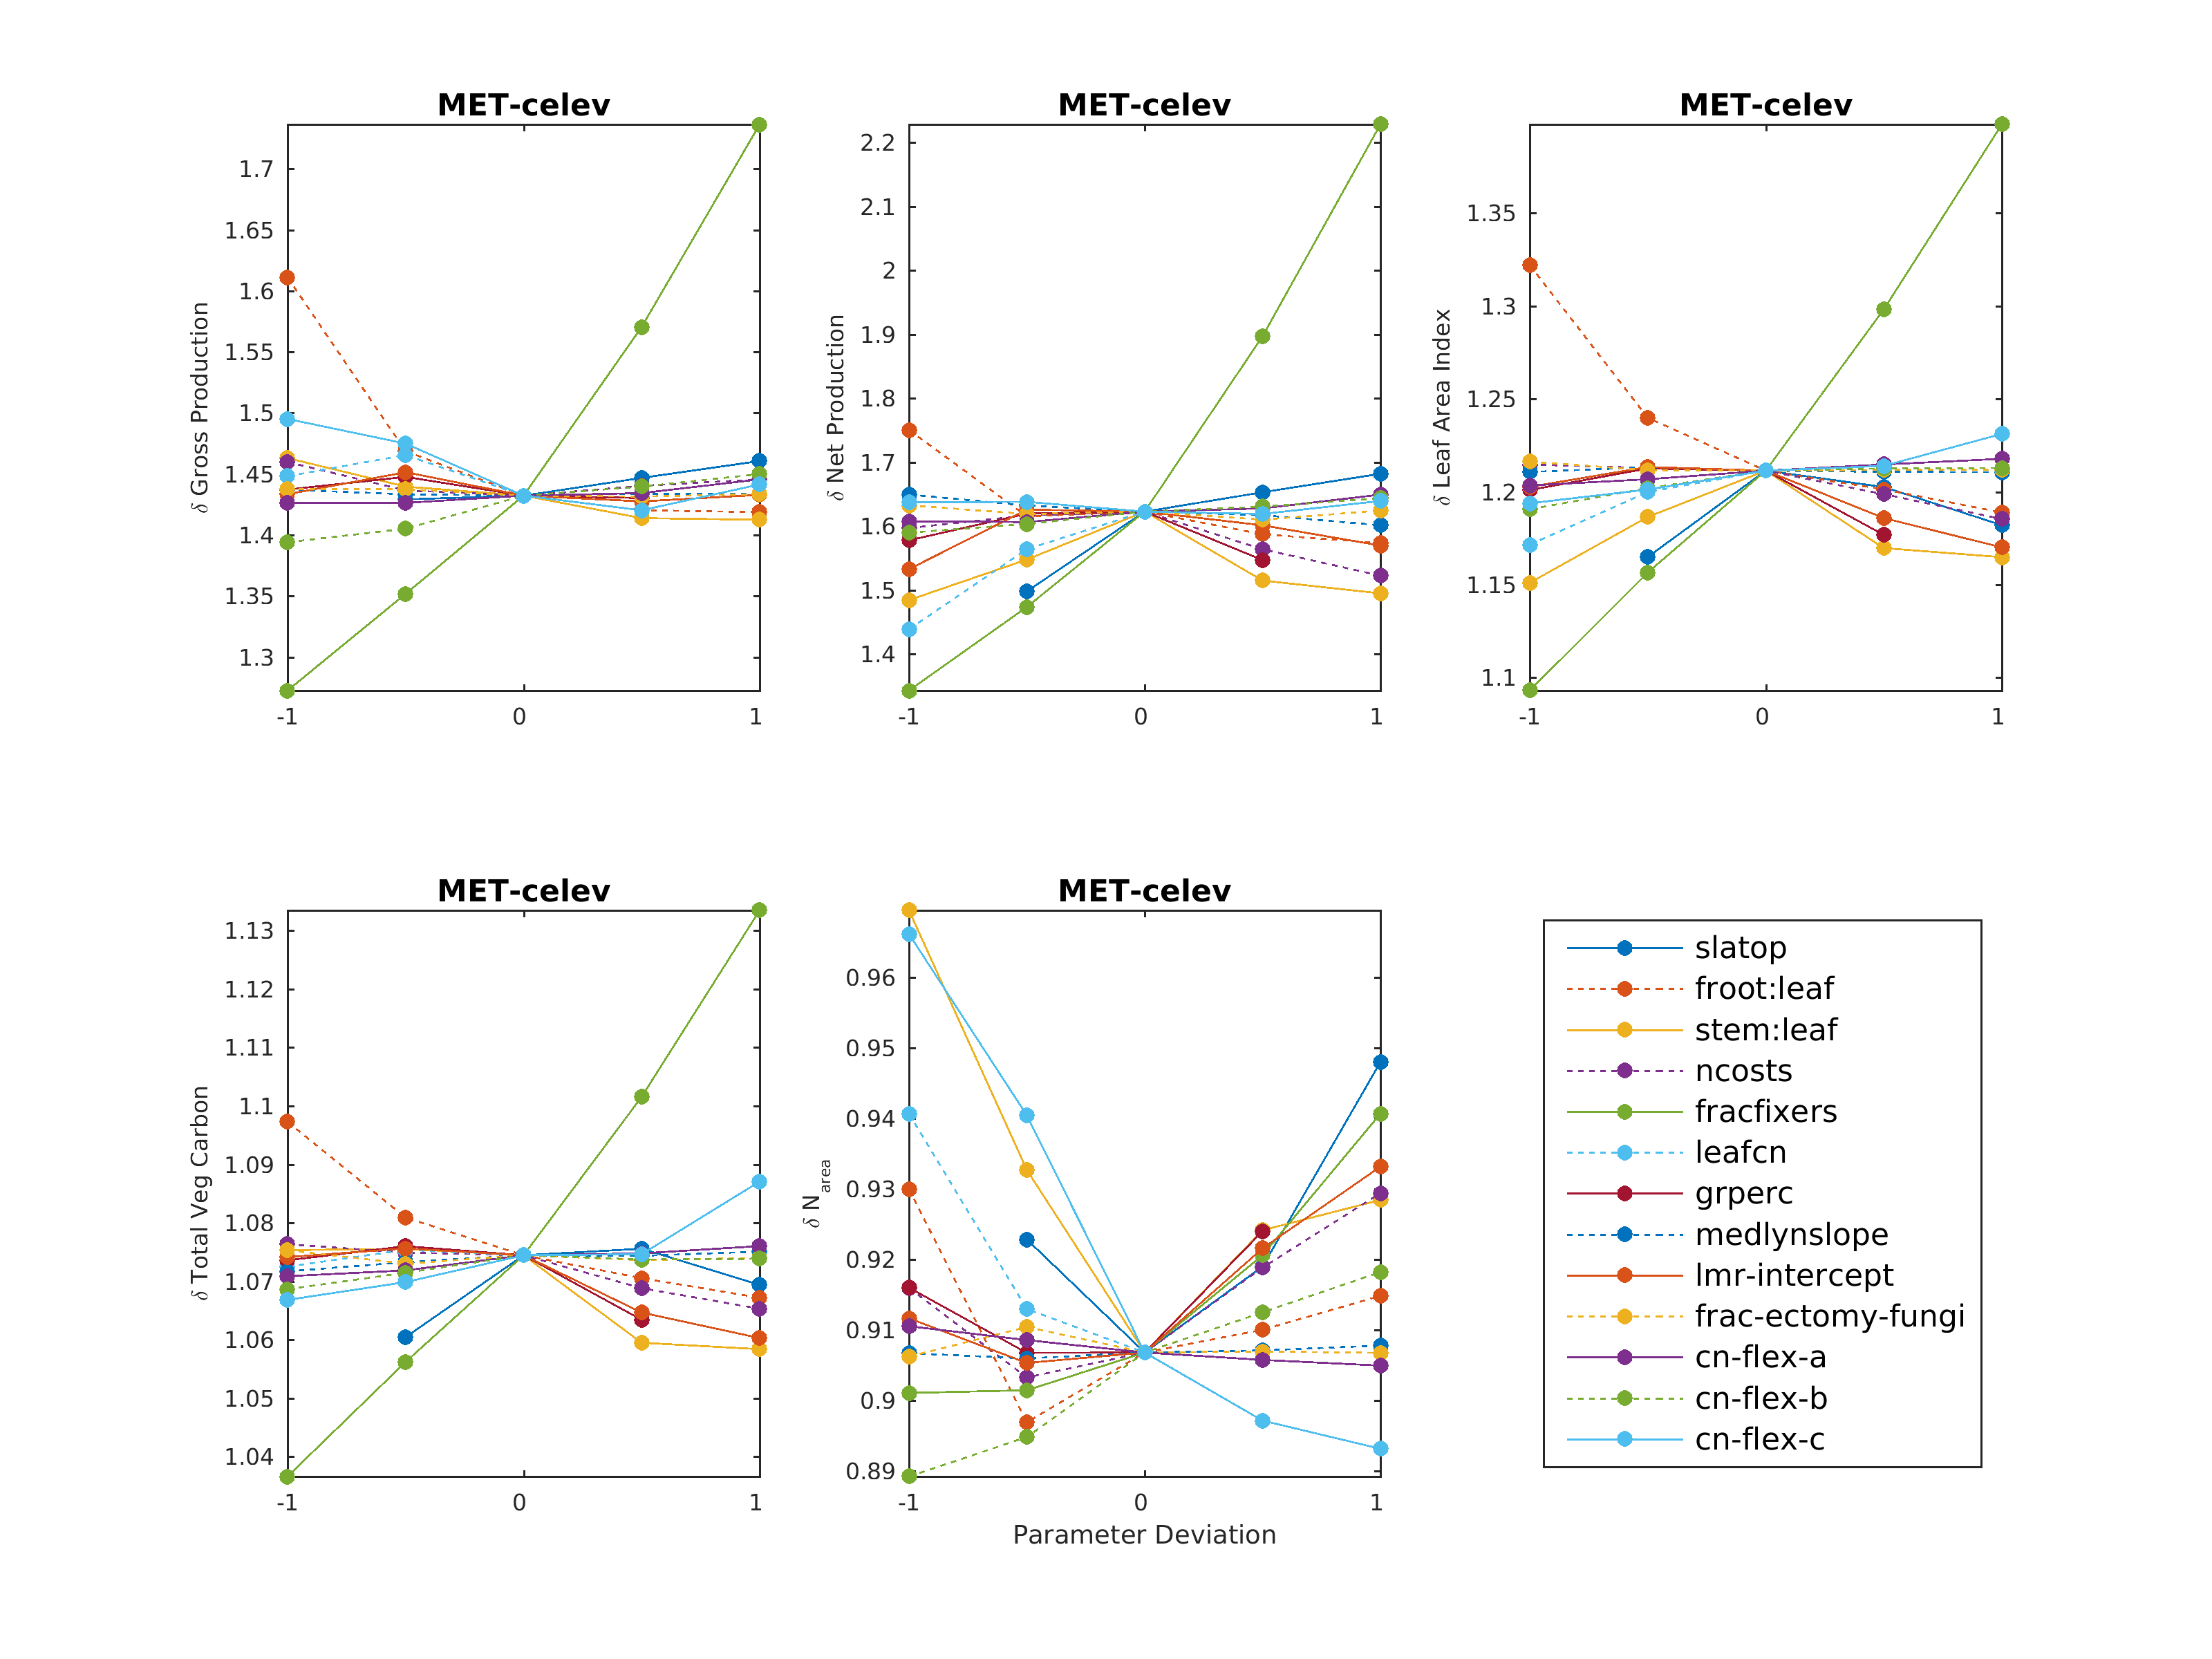 MET-celev
MET-celev
MET-celev
δ Gross Production
1.7
1.65
1.6
1.55
1.5
1.45
1.4
1.35
1.3
-1
0
1
δ Net Production
2.2
2.1
2
1.9
1.8
1.7
1.6
1.5
1.4
-1
0
1
δ Leaf Area Index
1.35
1.3
1.25
1.2
1.15
1.1
-1
0
1
MET-celev
MET-celev
δ Total Veg Carbon
1.13
1.12
1.11
1.1
1.09
1.08
1.07
1.06
1.05
1.04
-1
0
1
δ N area
0.96
0.95
0.94
0.93
0.92
0.91
0.9
0.89
-1
0
1
Parameter Deviation
slatop
froot:leaf
stem:leaf
ncosts
fracfixers
leafcn
grperc
medlynslope
lmr-intercept
frac-ectomy-fungi
cn-flex-a
cn-flex-b
cn-flex-c